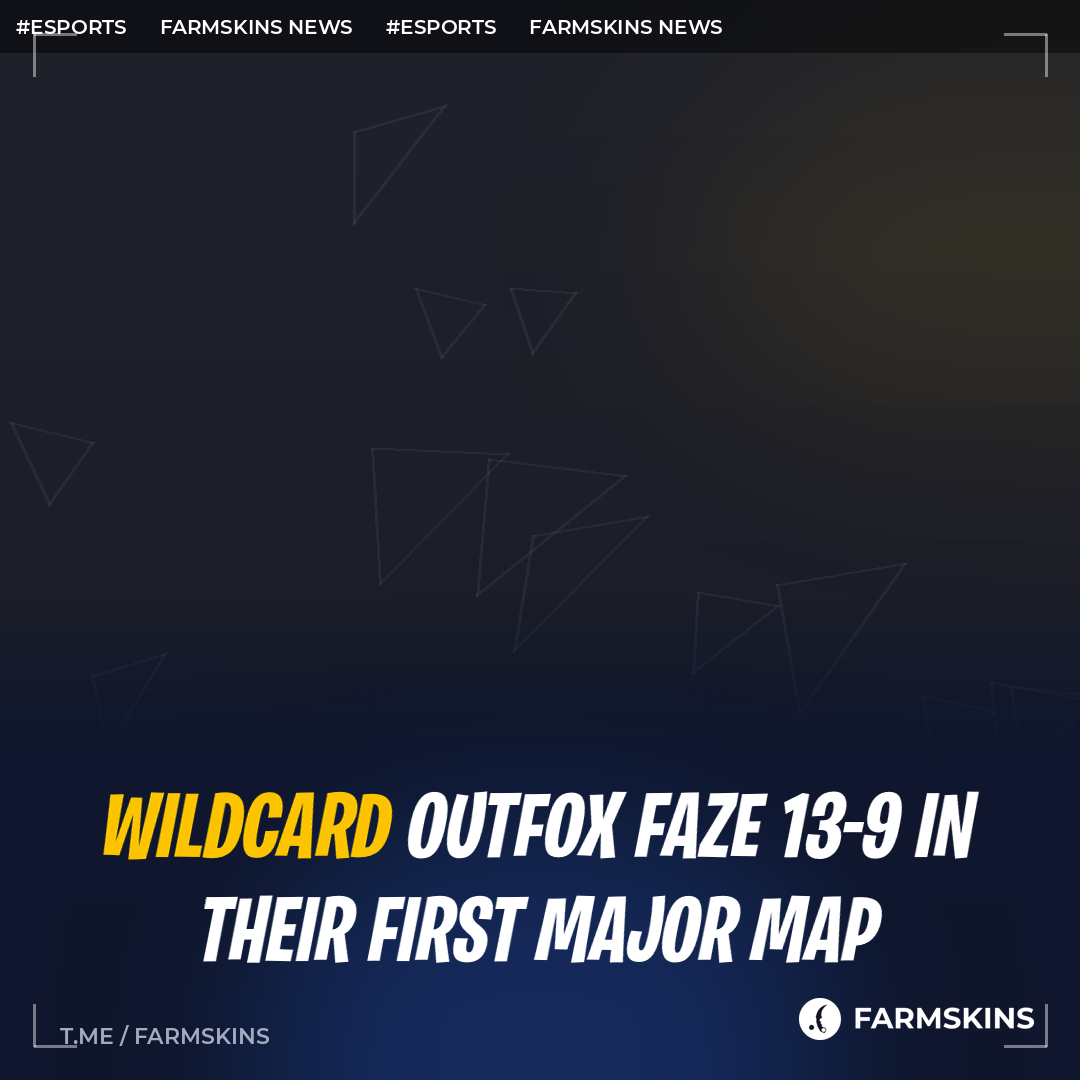 #ESPORTS FARMSKINS NEWS #ESPORTS FARMSKINS NEWS
WILDCARD OUTFOX FAZE 13-9 IN
THEIR FIRST MAJOR MAP
T.ME / FARMSKINS
FARMSKINS